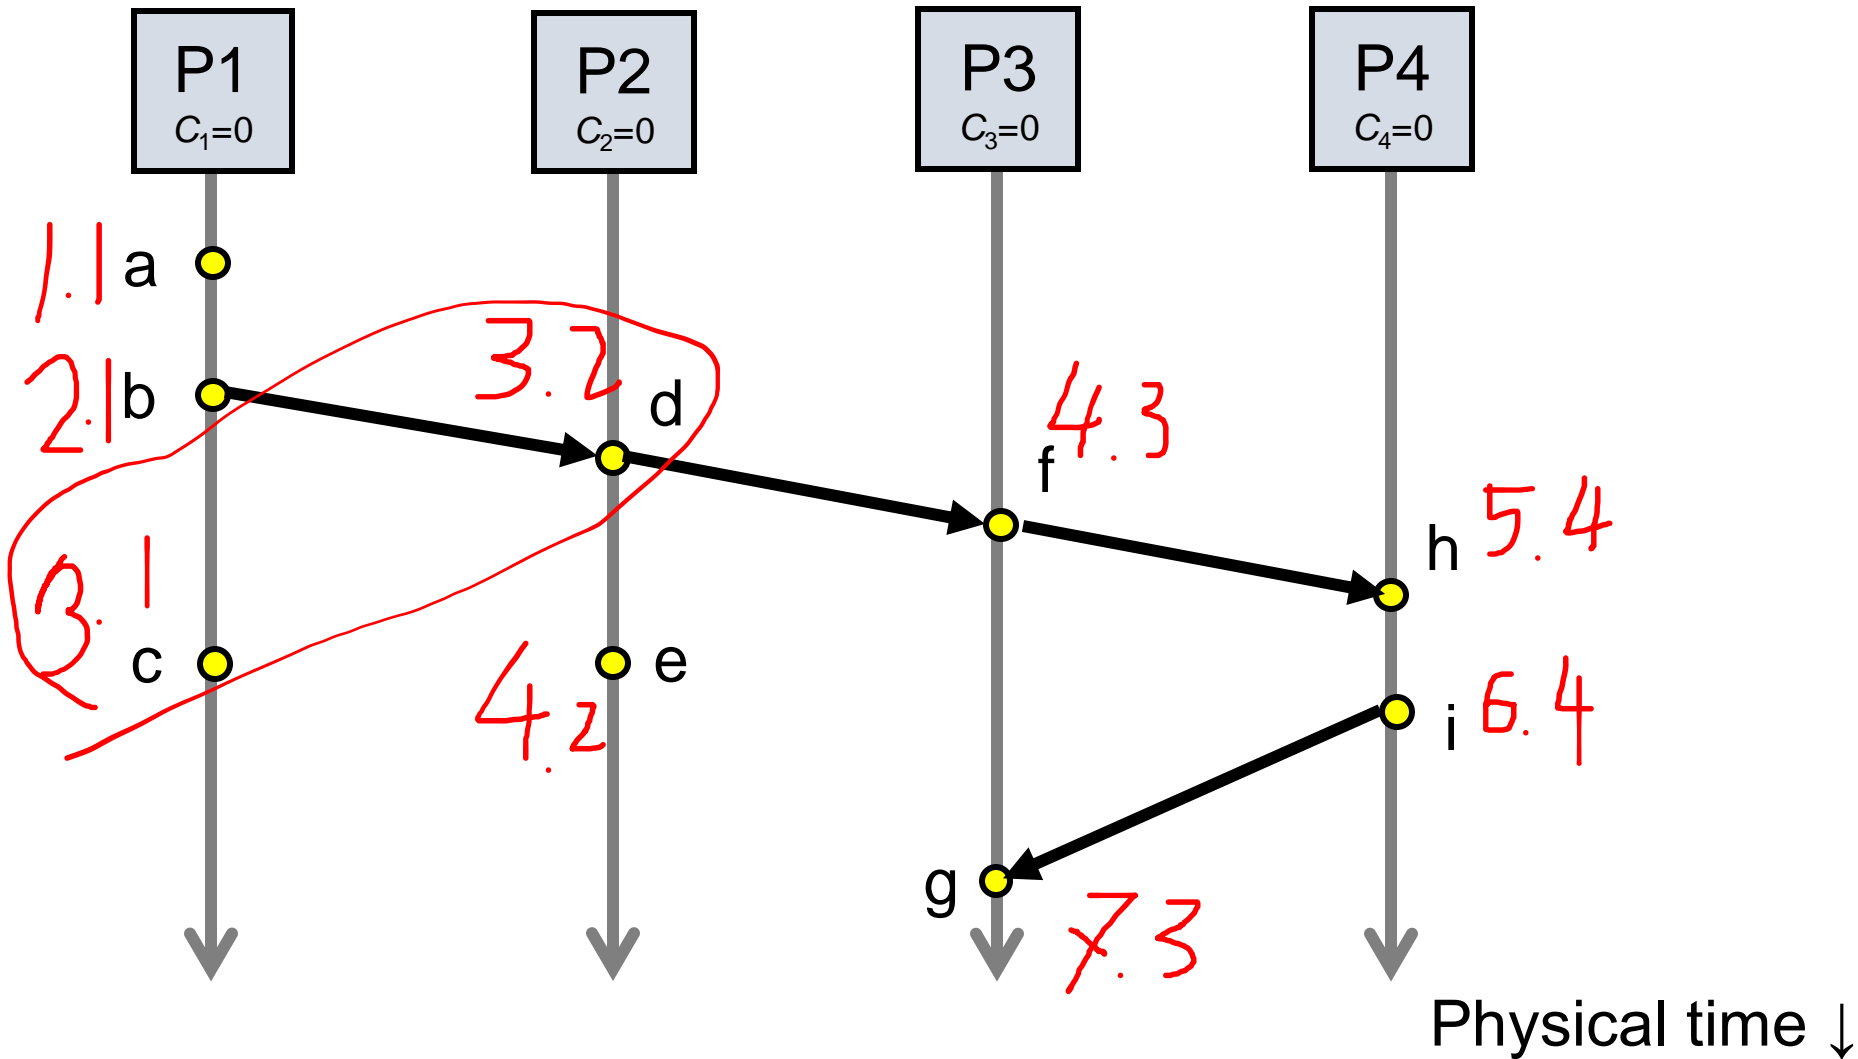 P1
C₁=0
P2
C₂=0
P3
C₃=0
P4
C₄=0
1.1 a
2.1 b
3.2
d
4.3
f
h 5.4
3.1
c
e
4.2
i 6.4
g
7.3
Physical time ↓